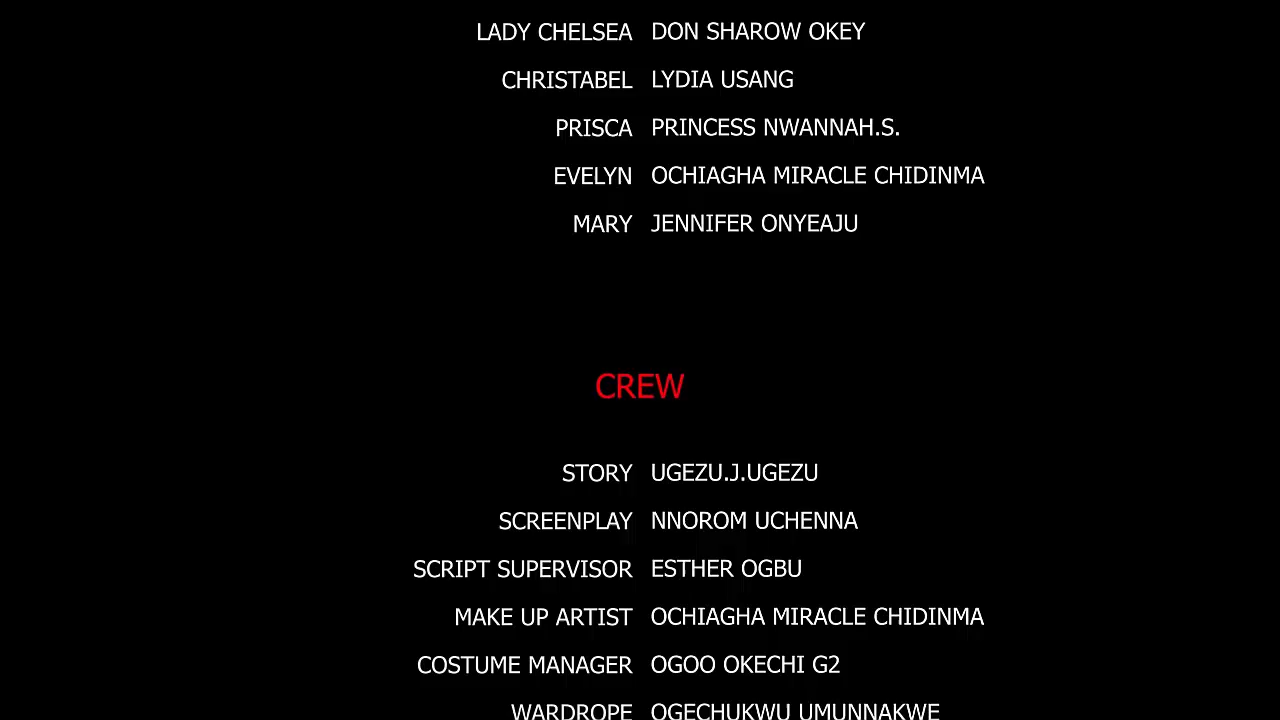 LADY CHELSEA DON SHAROW OKEY
CHRISTABEL LYDIA USANG
PRISCA PRINCESS NWANNAH.S.
EVELYN OCHIAGHA MIRACLE CHIDINMA
MARY JENNIFER ONYEAJU
CREW
STORY UGEZU.J.UGEZU
SCREENPLAY NNOROM UCHENNA
SCRIPT SUPERVISOR ESTHER OGBU
MAKE UP ARTIST OCHIAGHA MIRACLE CHIDINMA
COSTUME MANAGER OGOO OKECHI G2
WARDROPE OGECHUKWU UMUNNAKWE